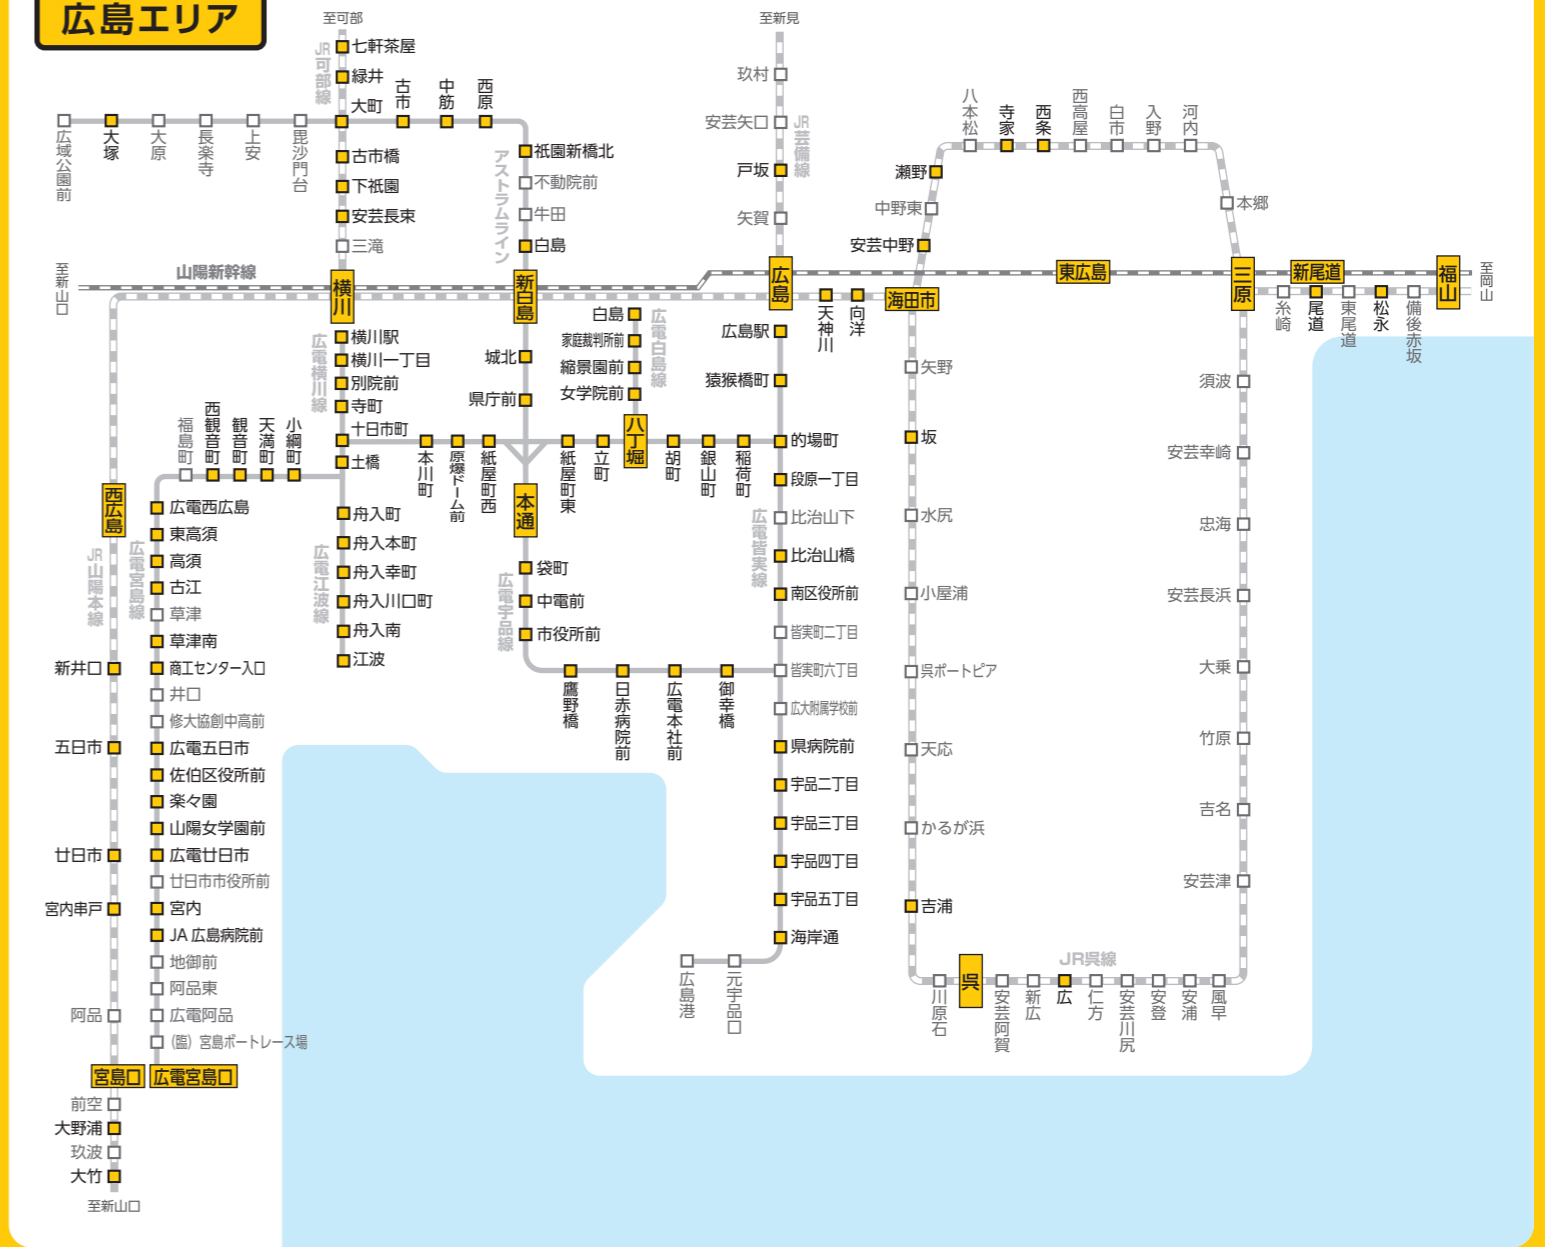 広島エリア
至可部
JR可部線
七軒茶屋
緑井
大町
古市
中筋
西原
広域公園前
大塚
大原
長楽寺
上安
毘沙門台
古市橋
下祇園
安芸長束
三滝
アストラムライン
祇園新橋北
不動院前
牛田
白島
至新見
玖村
安芸矢口
JR芸備線
戸坂
矢賀
八本松
寺家
西条
西高屋
白市
入野
河内
瀬野
中野東
安芸中野
本郷
至新山口
山陽新幹線
横川
新白島
広島
海田市
東広島
三原
新尾道
福山
至岡山
天神川
向洋
糸崎
尾道
東尾道
松永
備後赤坂
広電横川線
横川駅
横川一丁目
別院前
寺町
十日市町
土橋
城北
県庁前
白島
家庭裁判所前
縮景園前
女学院前
広電白島線
八丁堀
広島駅
猿猴橋町
的場町
段原一丁目
比治山下
比治山橋
南区役所前
皆実町二丁目
皆実町六丁目
広大附属学校前
県病院前
宇品二丁目
宇品三丁目
宇品四丁目
宇品五丁目
海岸通
元宇品口
広島港
広電皆実線
福島町
西観音町
観音町
天満町
小網町
本川町
原爆ドーム前
紙屋町西
紙屋町東
立町
胡町
銀山町
稲荷町
本通
袋町
中電前
市役所前
広電宇品線
鷹野橋
日赤病院前
広電本社前
御幸橋
広電江波線
舟入町
舟入本町
舟入幸町
舟入川口町
舟入南
江波
西広島
JR山陽本線
広電宮島線
広電西広島
東高須
高須
古江
草津
草津南
商工センター入口
井口
修大協創中高前
広電五日市
佐伯区役所前
楽々園
山陽女学園前
広電廿日市
廿日市市役所前
宮内
JA広島病院前
地御前
阿品東
広電阿品
(臨)宮島ボートレース場
広電宮島口
新井口
五日市
廿日市
宮内串戸
阿品
宮島口
前空
大野浦
玖波
大竹
至新山口
矢野
坂
水尻
小屋浦
呉ポートピア
天応
かるが浜
吉浦
川原石
呉
JR呉線
安芸阿賀
新広
広
仁方
安芸川尻
安登
安浦
風早
須波
安芸幸崎
忠海
安芸長浜
大乗
竹原
吉名
安芸津